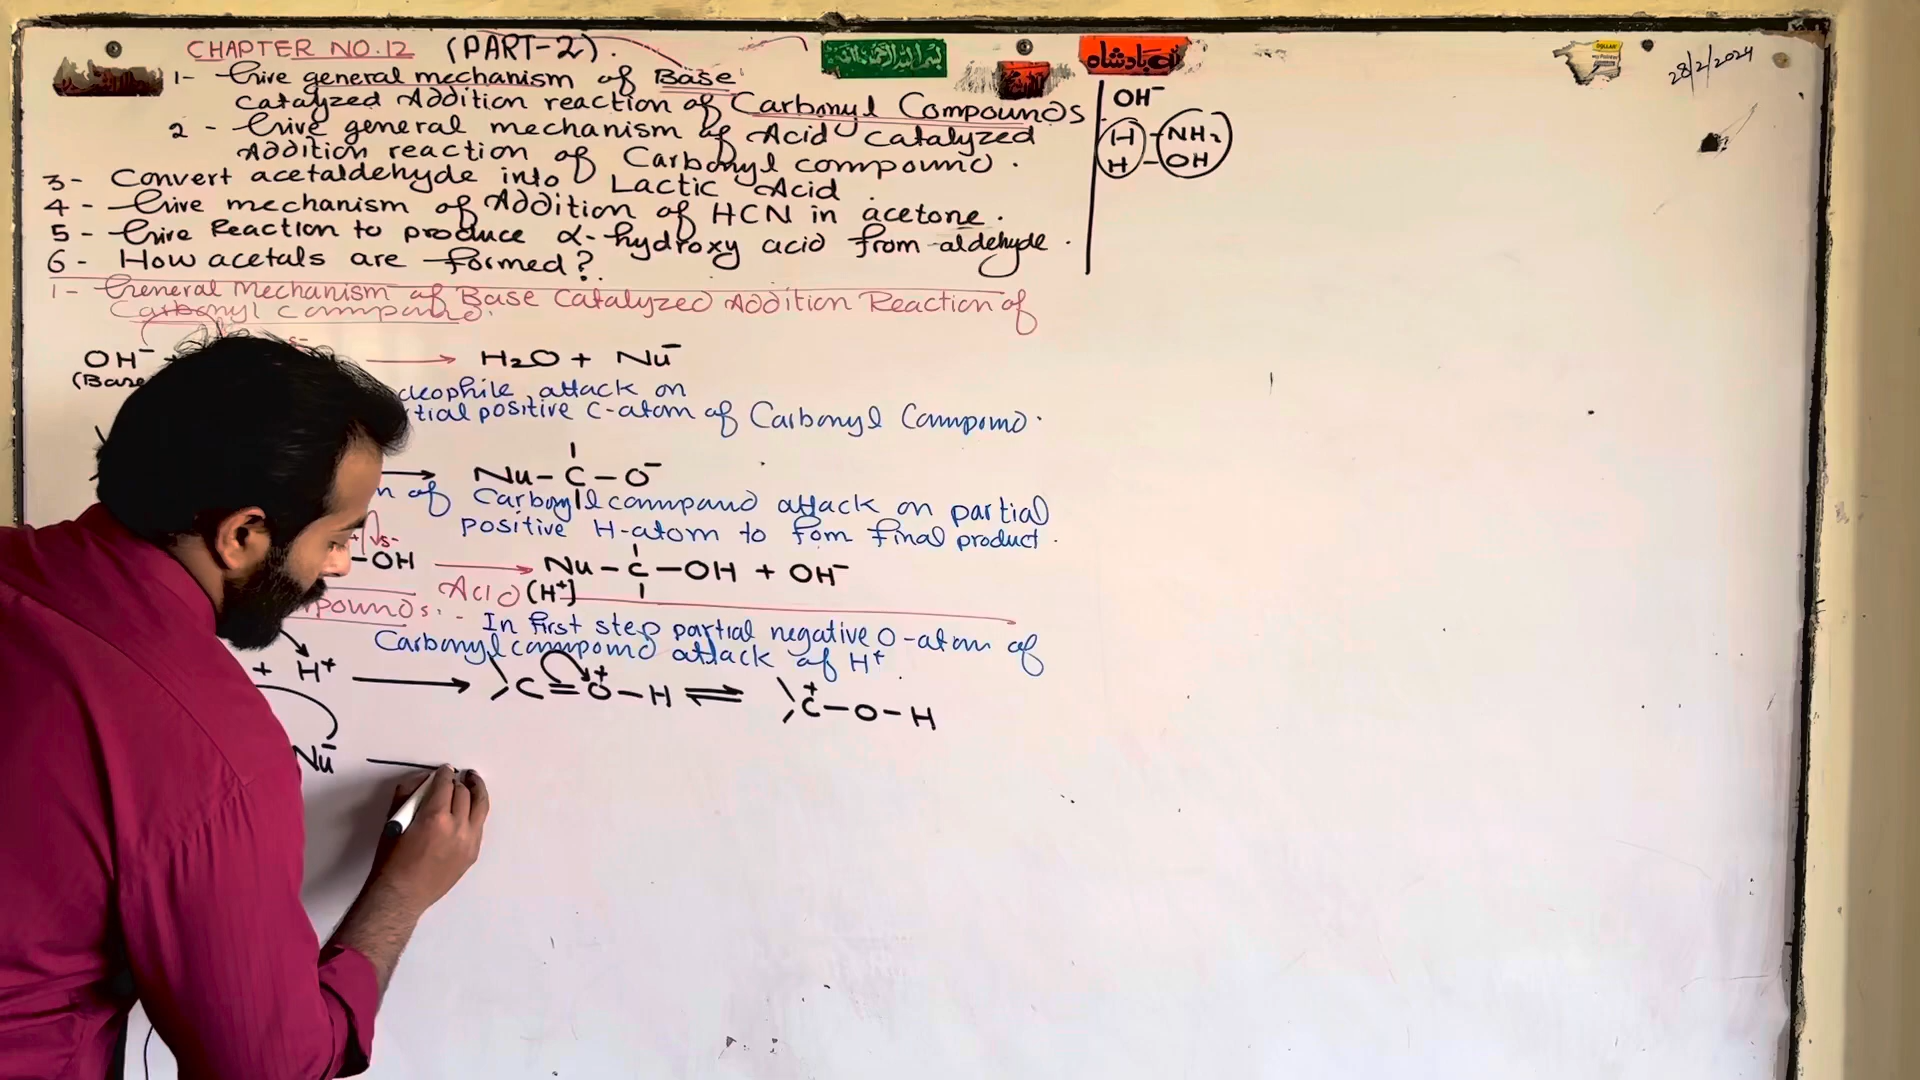 CHAPTER NO.12 (PART-2).
28/2/2024
1- Give general mechanism of Base
Catalyzed Addition reaction of Carbonyl Compounds
2 - Give general mechanism of Acid Catalyzed
Addition reaction of Carbonyl compound.
3- Convert acetaldehyde into Lactic Acid.
4- Give mechanism of Addition of HCN in acetone.
5- Give Reaction to produce α-hydroxy acid from aldehyde.
6- How acetals are formed?
OH⁻
H - NH₂
H - OH
1- General Mechanism of Base Catalyzed Addition Reaction of
Carbonyl Compound.
OH⁻ + δ- → H₂O + Nu⁻
(Base
attack on
positive C-atom of Carbonyl Compound.
→ Nu-C-O⁻
of Carbonyl compound attack on partial
positive H-atom to fom final product.
δ-
-OH → Nu-C-OH + OH⁻
Acid (H⁺)
In first step partial negative O-atom of
Carbonyl compound attack of H⁺
+ H⁺ → C=O⁺-H ⇌ C⁺-O-H
Nu⁻